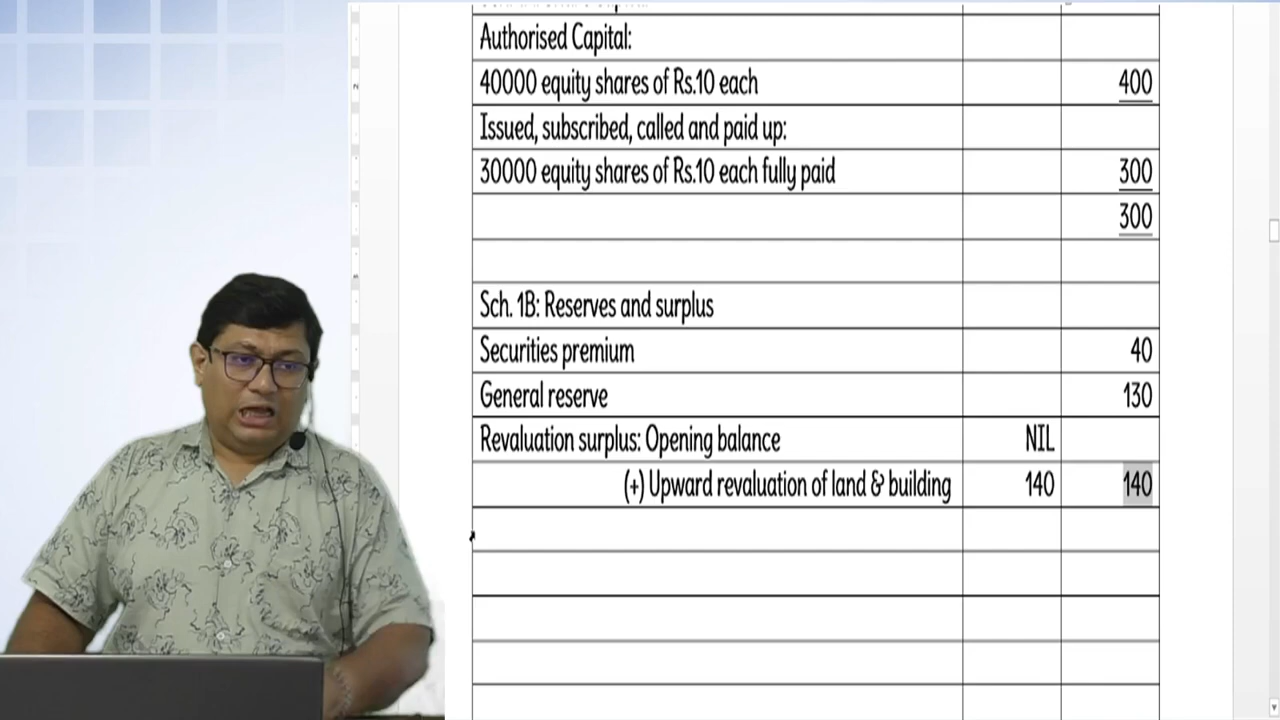 Authorised Capital:
40000 equity shares of Rs.10 each 400
Issued, subscribed, called and paid up:
30000 equity shares of Rs.10 each fully paid 300
300
Sch. 1B: Reserves and surplus
Securities premium 40
General reserve 130
Revaluation surplus: Opening balance NIL
(+) Upward revaluation of land & building 140 140